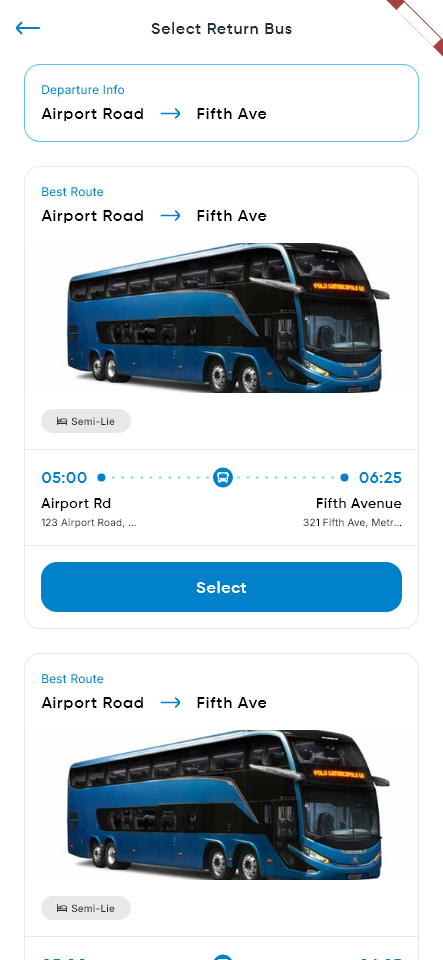 Select Return Bus
Departure Info
Airport Road → Fifth Ave
Best Route
Airport Road → Fifth Ave
Semi-Lie
05:00 06:25
Airport Rd Fifth Avenue
123 Airport Road, ... 321 Fifth Ave, Metr...
Select
Best Route
Airport Road → Fifth Ave
Semi-Lie